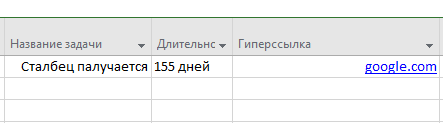 Название задачи Длительнс Гиперссылка
Сталбец палучается 155 дней google.com